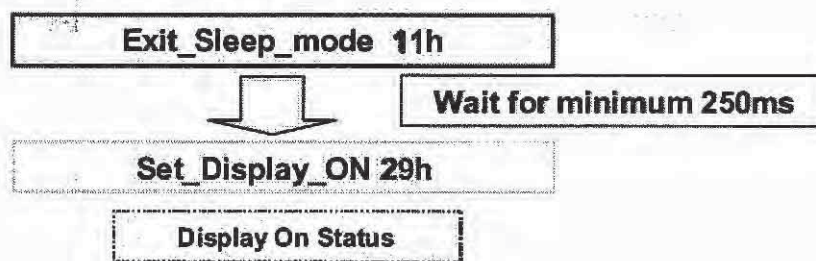 Exit_Sleep_mode 11h
Wait for minimum 250ms
Set_Display_ON 29h
Display On Status